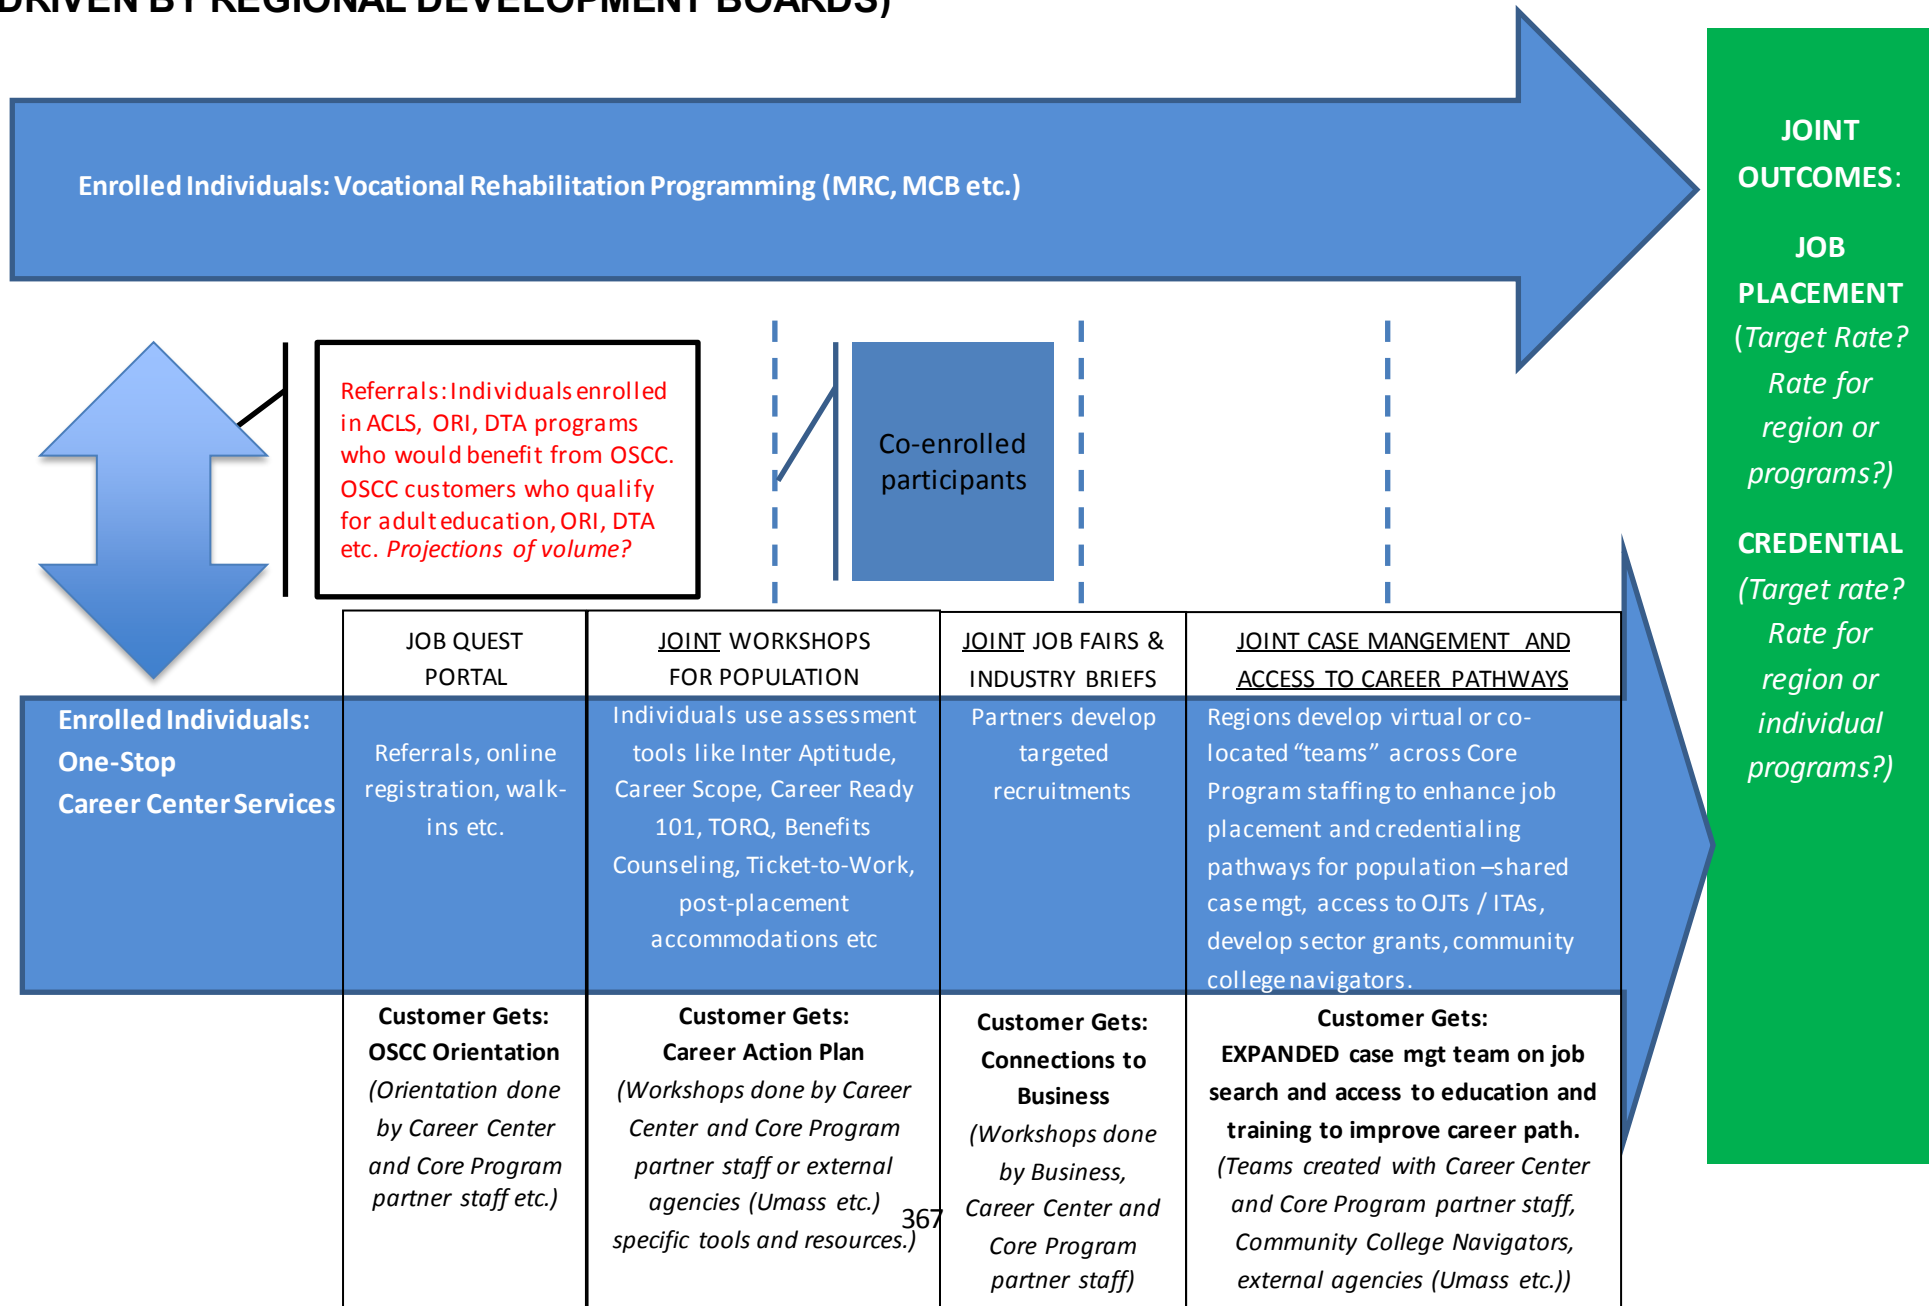 DRIVEN BY REGIONAL DEVELOPMENT BOARDS)
Enrolled Individuals: Vocational Rehabilitation Programming (MRC, MCB etc.)
JOINT
OUTCOMES:
JOB
PLACEMENT
(Target Rate?
Rate for
region or
programs?)
CREDENTIAL
(Target rate?
Rate for
region or
individual
programs?)
Referrals: Individuals enrolled
in ACLS, ORI, DTA programs
who would benefit from OSCC.
OSCC customers who qualify
for adult education, ORI, DTA
etc. Projections of volume?
Co-enrolled
participants
Enrolled Individuals:
One-Stop
Career Center Services
JOB QUEST
PORTAL
Referrals, online
registration, walk-
ins etc.
Customer Gets:
OSCC Orientation
(Orientation done
by Career Center
and Core Program
partner staff etc.)
JOINT WORKSHOPS
FOR POPULATION
Individuals use assessment
tools like Inter Aptitude,
Career Scope, Career Ready
101, TORQ, Benefits
Counseling, Ticket-to-Work,
post-placement
accommodations etc
Customer Gets:
Career Action Plan
(Workshops done by Career
Center and Core Program
partner staff or external
agencies (Umass etc.)
specific tools and resources.)
JOINT JOB FAIRS &
INDUSTRY BRIEFS
Partners develop
targeted
recruitments
Customer Gets:
Connections to
Business
(Workshops done
by Business,
Career Center and
Core Program
partner staff)
JOINT CASE MANGEMENT AND
ACCESS TO CAREER PATHWAYS
Regions develop virtual or co-
located “teams” across Core
Program staffing to enhance job
placement and credentialing
pathways for population –shared
case mgt, access to OJTs / ITAs,
develop sector grants, community
college navigators.
Customer Gets:
EXPANDED case mgt team on job
search and access to education and
training to improve career path.
(Teams created with Career Center
and Core Program partner staff,
Community College Navigators,
external agencies (Umass etc.))
367